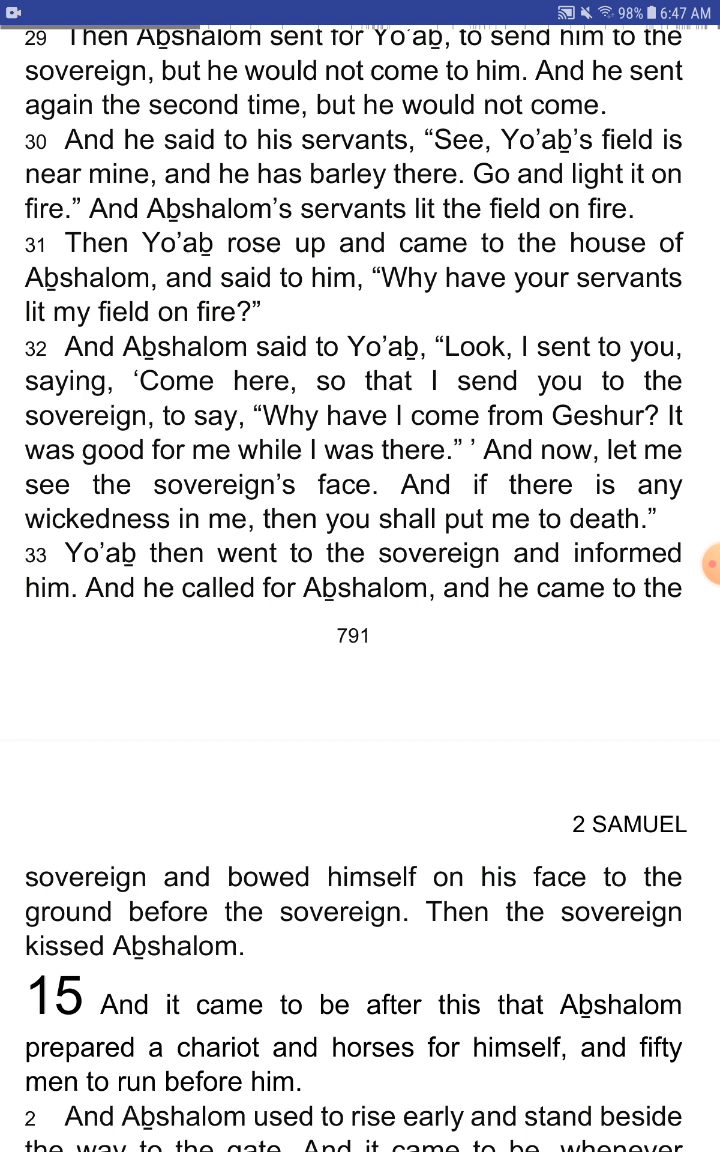 98% 6:47 AM
29 Then Aḇshalom sent for Yo’aḇ, to send him to the
sovereign, but he would not come to him. And he sent
again the second time, but he would not come.
30 And he said to his servants, “See, Yo’aḇ’s field is
near mine, and he has barley there. Go and light it on
fire.” And Aḇshalom’s servants lit the field on fire.
31 Then Yo’aḇ rose up and came to the house of
Aḇshalom, and said to him, “Why have your servants
lit my field on fire?”
32 And Aḇshalom said to Yo’aḇ, “Look, I sent to you,
saying, ‘Come here, so that I send you to the
sovereign, to say, “Why have I come from Geshur? It
was good for me while I was there.” ’ And now, let me
see the sovereign’s face. And if there is any
wickedness in me, then you shall put me to death.”
33 Yo’aḇ then went to the sovereign and informed
him. And he called for Aḇshalom, and he came to the
791
2 SAMUEL
sovereign and bowed himself on his face to the
ground before the sovereign. Then the sovereign
kissed Aḇshalom.
15 And it came to be after this that Aḇshalom
prepared a chariot and horses for himself, and fifty
men to run before him.
2 And Aḇshalom used to rise early and stand beside
the way to the gate. And it came to be, whenever